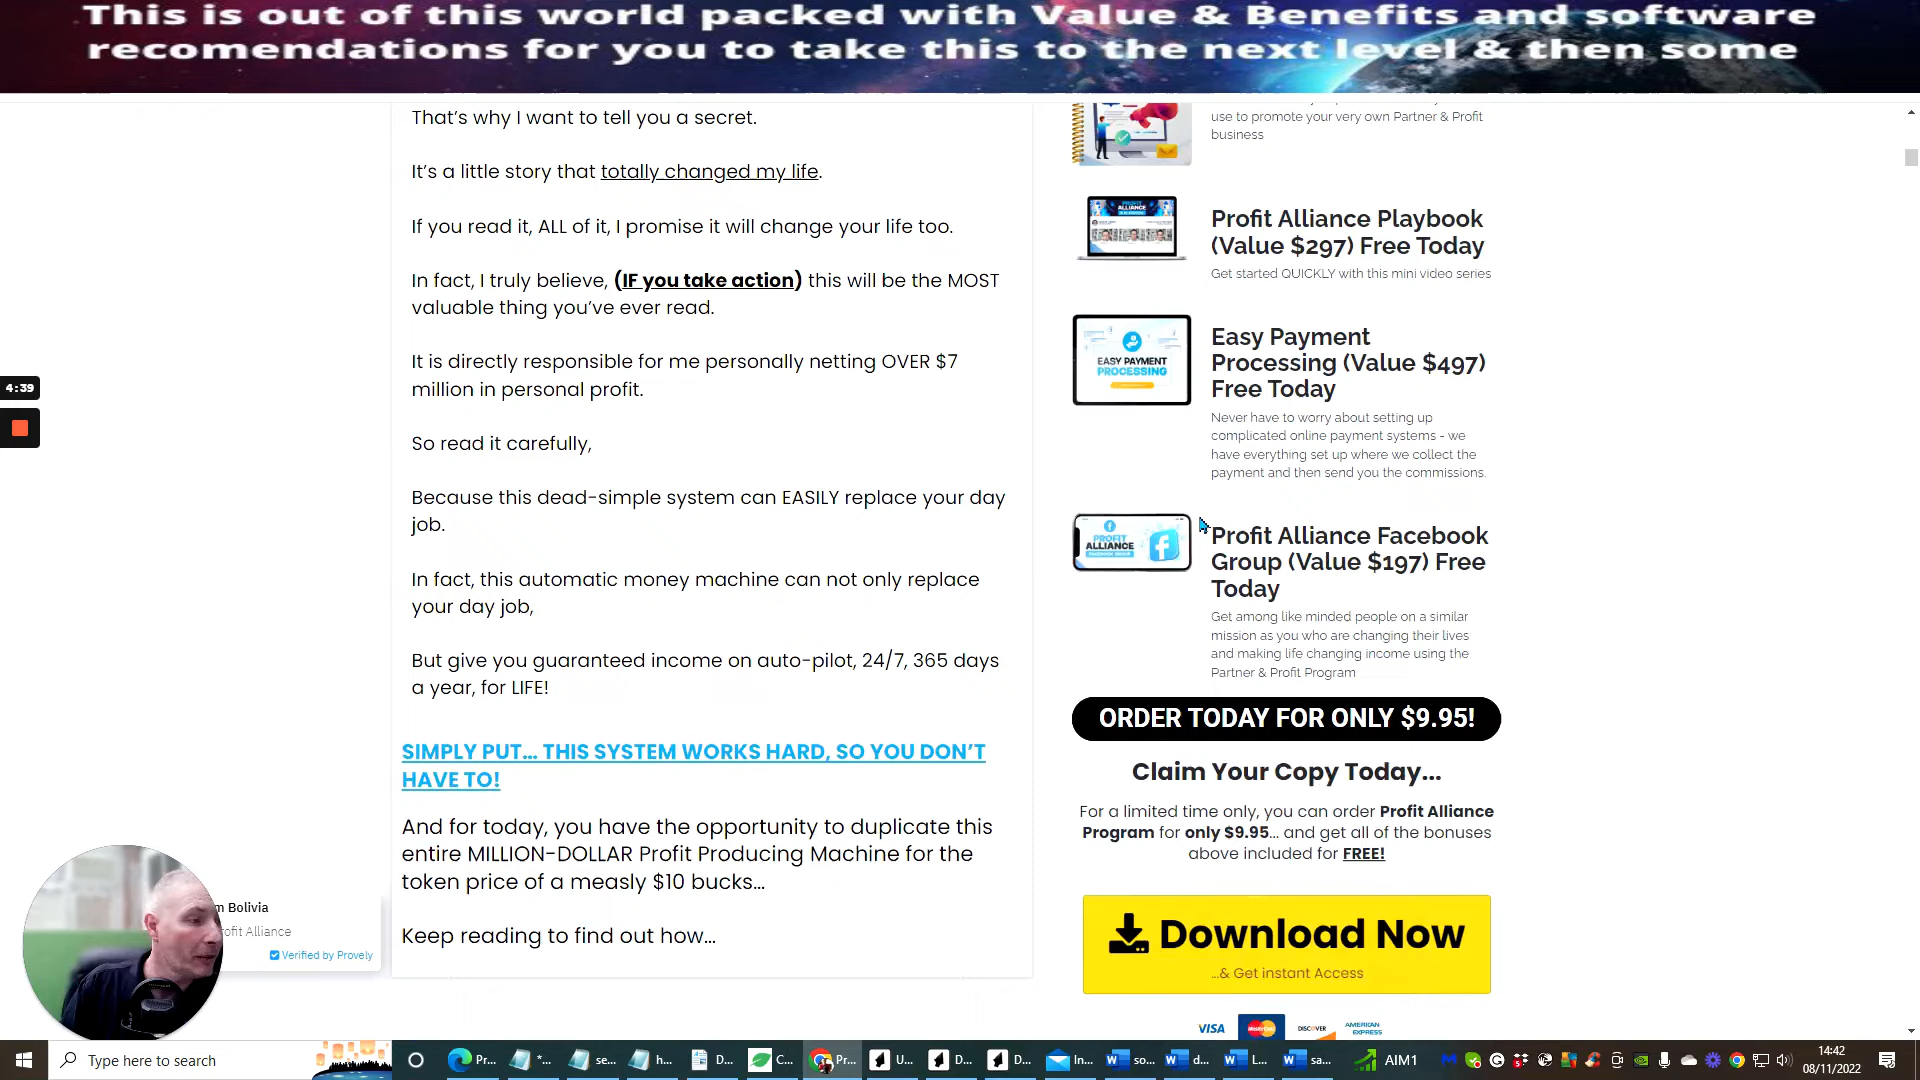 This is out of this world packed with Value & Benefits and software
recomendations for you to take this to the next level & then some
That's why I want to tell you a secret.
It's a little story that totally changed my life.
If you read it, ALL of it, I promise it will change your life too.
In fact, I truly believe, (IF you take action) this will be the MOST
valuable thing you've ever read.
It is directly responsible for me personally netting OVER $7
million in personal profit.
So read it carefully,
Because this dead-simple system can EASILY replace your day
job.
In fact, this automatic money machine can not only replace
your day job,
But give you guaranteed income on auto-pilot, 24/7, 365 days
a year, for LIFE!
SIMPLY PUT... THIS SYSTEM WORKS HARD, SO YOU DON'T
HAVE TO!
And for today, you have the opportunity to duplicate this
entire MILLION-DOLLAR Profit Producing Machine for the
token price of a measly $10 bucks...
Keep reading to find out how...
use to promote your very own Partner & Profit
business
Profit Alliance Playbook
(Value $297) Free Today
Get started QUICKLY with this mini video series
EASY PAYMENT
PROCESSING
Easy Payment
Processing (Value $497)
Free Today
Never have to worry about setting up
complicated online payment systems - we
have everything set up where we collect the
payment and then send you the commissions.
PROFIT
ALLIANCE
Profit Alliance Facebook
Group (Value $197) Free
Today
Get among like minded people on a similar
mission as you who are changing their lives
and making life changing income using the
Partner & Profit Program
ORDER TODAY FOR ONLY $9.95!
Claim Your Copy Today...
For a limited time only, you can order Profit Alliance
Program for only $9.95... and get all of the bonuses
above included for FREE!
Download Now
...& Get instant Access
VISA MasterCard DISCOVER AMERICAN EXPRESS
4:39
m Bolivia
ofit Alliance
Verified by Provely
Type here to search
Pr... *... se... h... D... C... Pr... U... D... D... In... so... d... L... sa... AIM1
14:42
08/11/2022